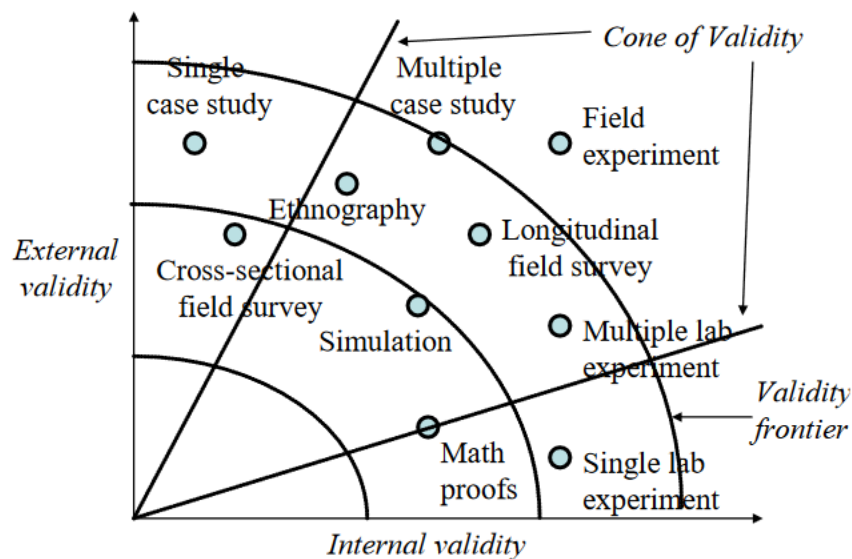 Cone of Validity
Single
case study
Multiple
case study
Field
experiment
Ethnography
External
validity
Longitudinal
field survey
Cross-sectional
field survey
Simulation
Multiple lab
experiment
Validity
frontier
Math
proofs
Single lab
experiment
Internal validity